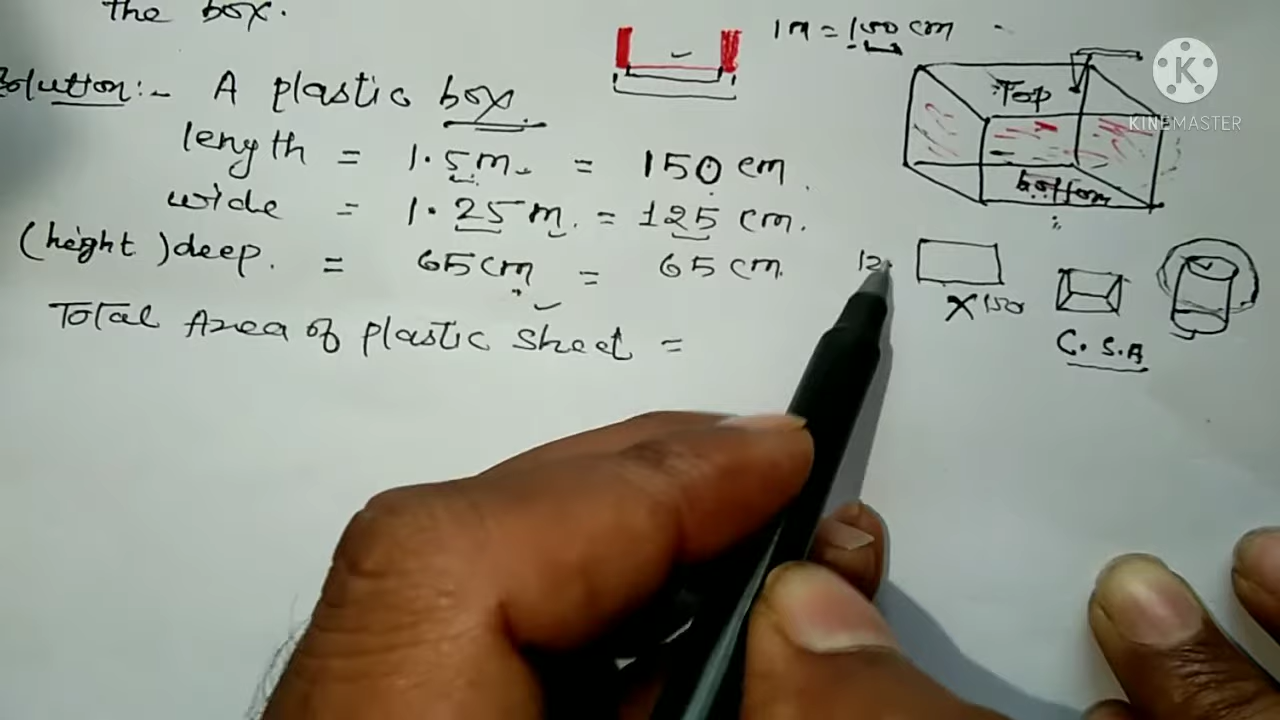 the box.
1m = 100 cm
Solution:- A plastic box.
length = 1.5m = 150 cm
wide = 1.25 m. = 125 cm.
(height) deep. = 65cm = 65 cm
Total Area of plastic sheet =
Top
bottom
12
150
C. S.A
K
KINEMASTER